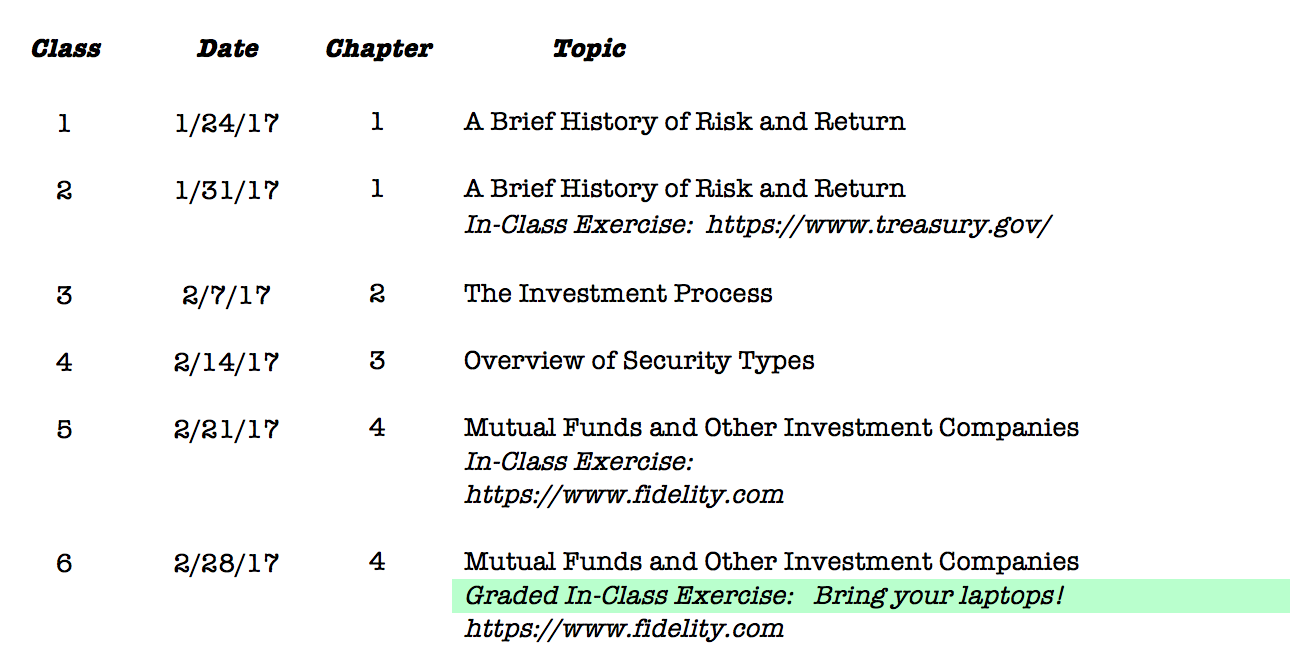 Class Date Chapter Topic
1 1/24/17 1 A Brief History of Risk and Return
2 1/31/17 1 A Brief History of Risk and Return
In-Class Exercise: https://www.treasury.gov/
3 2/7/17 2 The Investment Process
4 2/14/17 3 Overview of Security Types
5 2/21/17 4 Mutual Funds and Other Investment Companies
In-Class Exercise:
https://www.fidelity.com
6 2/28/17 4 Mutual Funds and Other Investment Companies
Graded In-Class Exercise: Bring your laptops!
https://www.fidelity.com